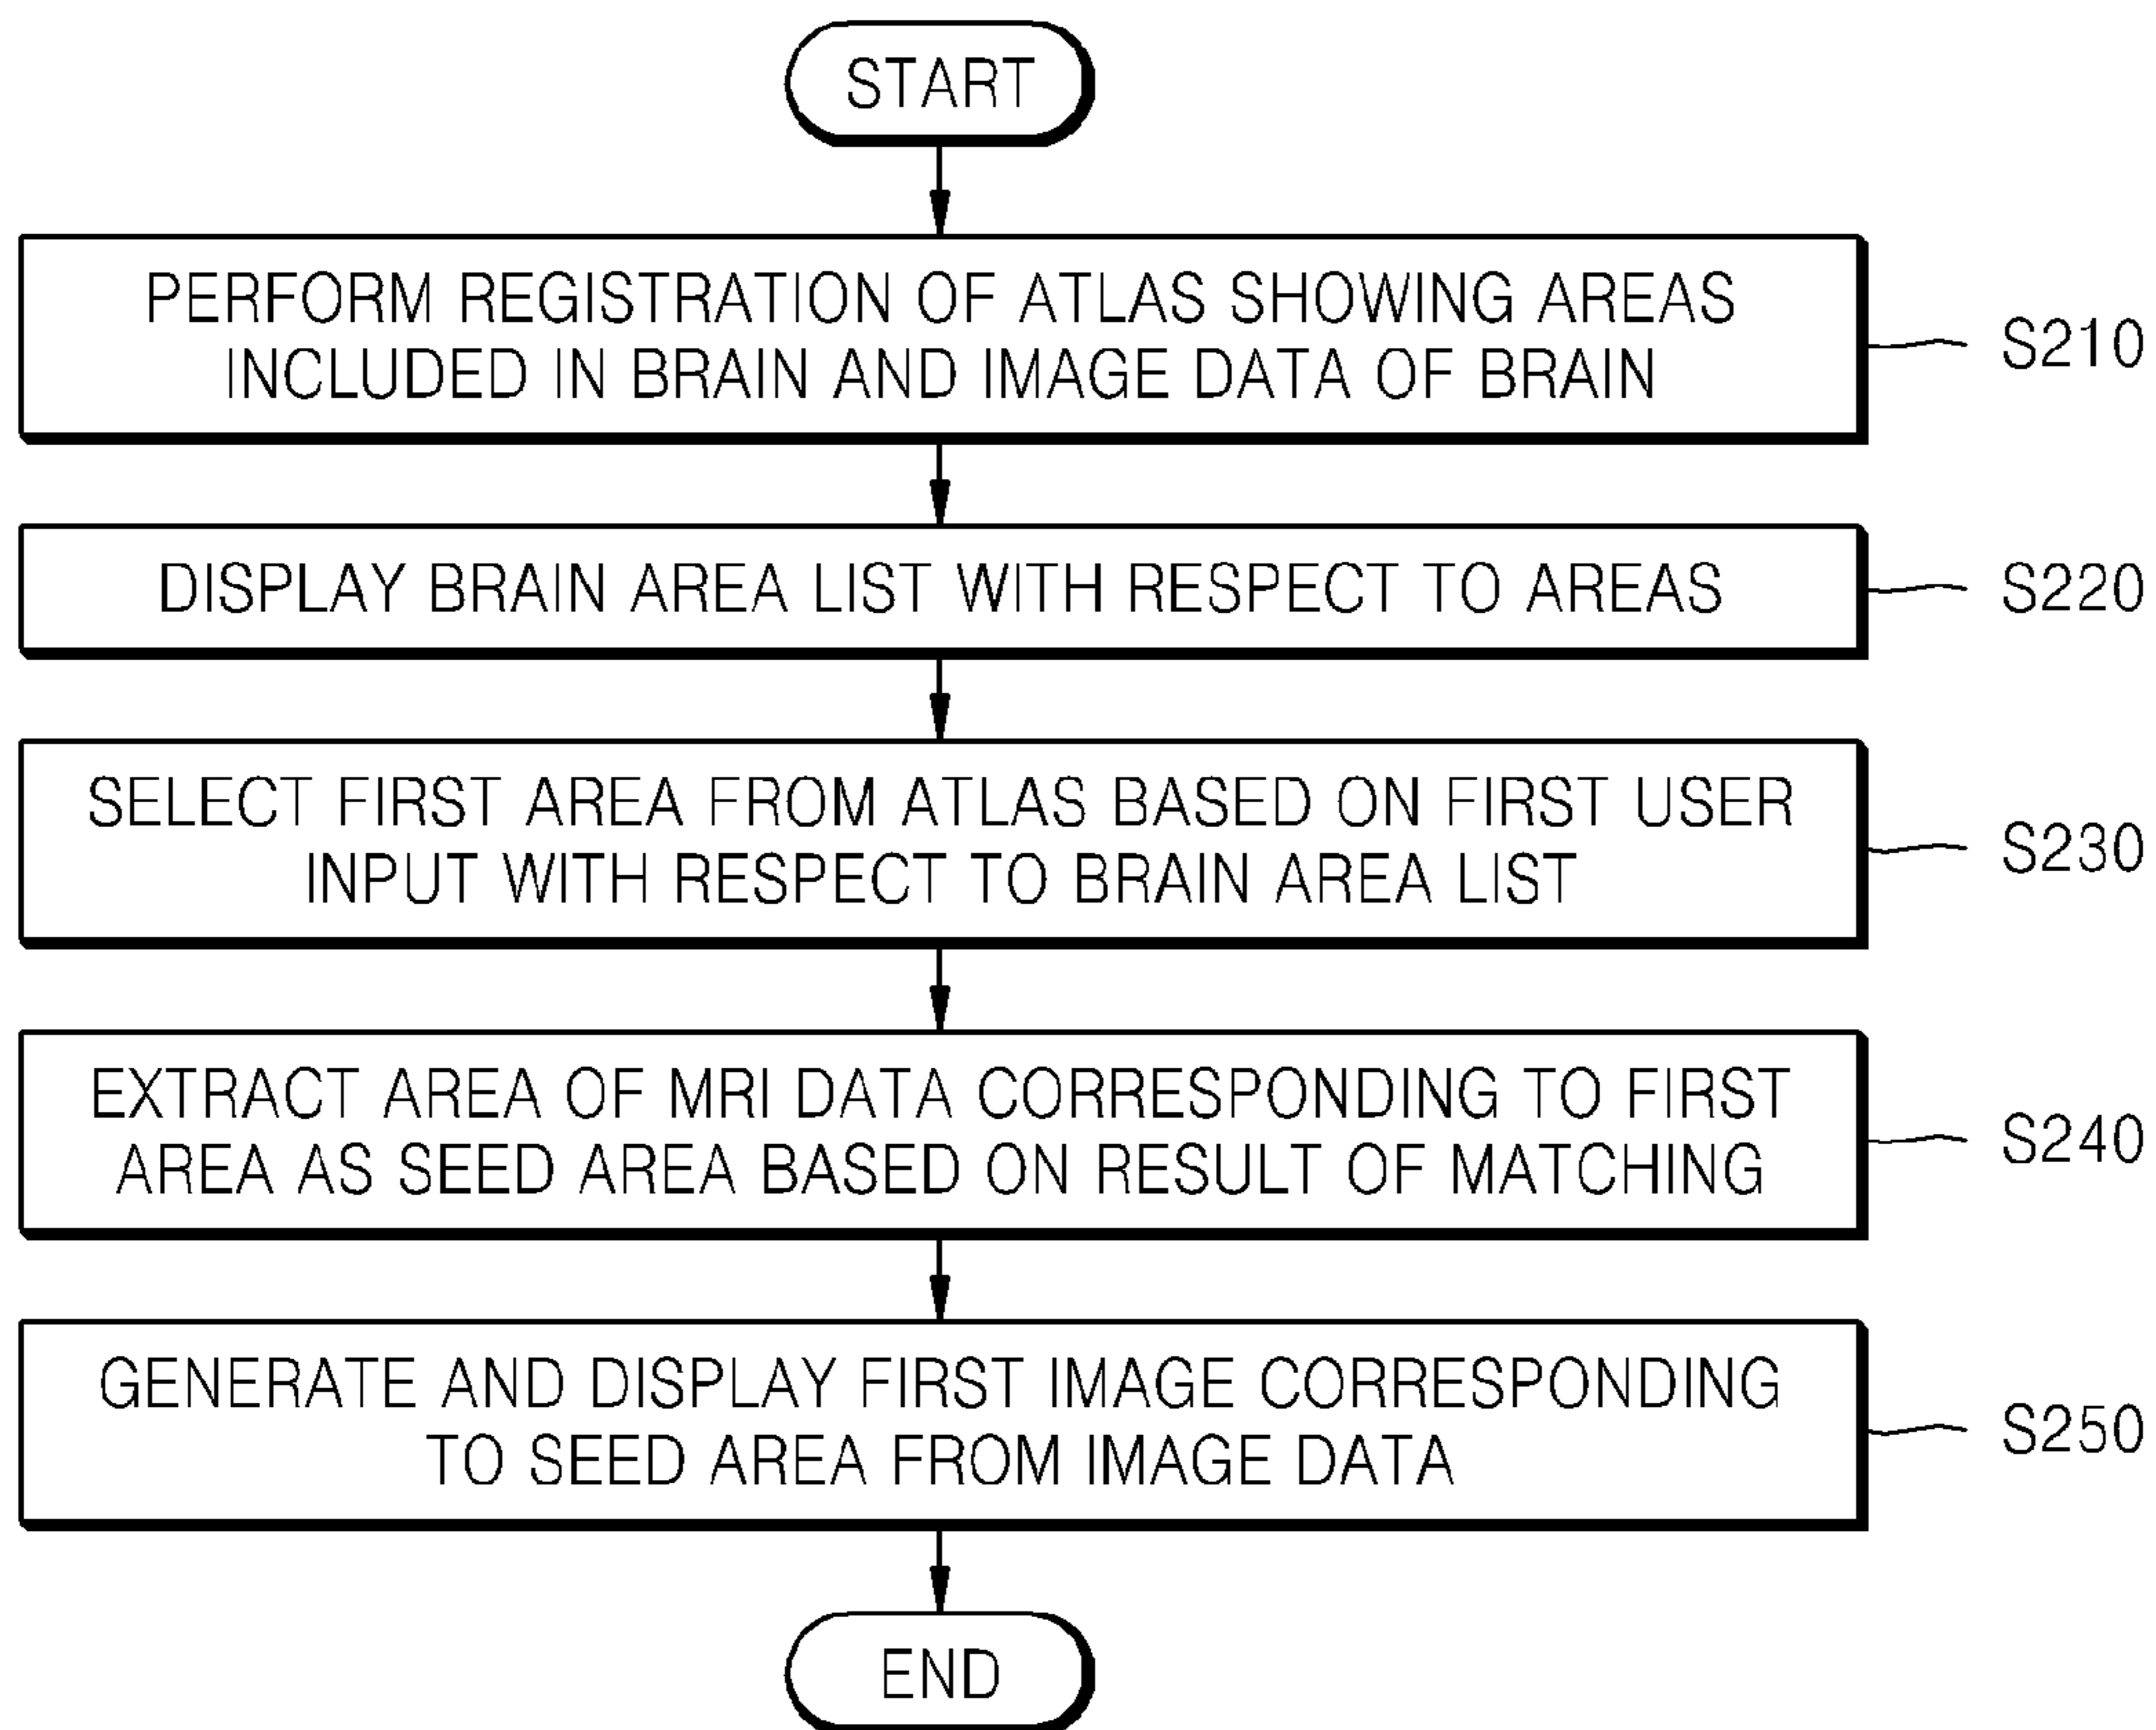 START
PERFORM REGISTRATION OF ATLAS SHOWING AREAS
INCLUDED IN BRAIN AND IMAGE DATA OF BRAIN
S210
DISPLAY BRAIN AREA LIST WITH RESPECT TO AREAS
S220
SELECT FIRST AREA FROM ATLAS BASED ON FIRST USER
INPUT WITH RESPECT TO BRAIN AREA LIST
S230
EXTRACT AREA OF MRI DATA CORRESPONDING TO FIRST
AREA AS SEED AREA BASED ON RESULT OF MATCHING
S240
GENERATE AND DISPLAY FIRST IMAGE CORRESPONDING
TO SEED AREA FROM IMAGE DATA
S250
END